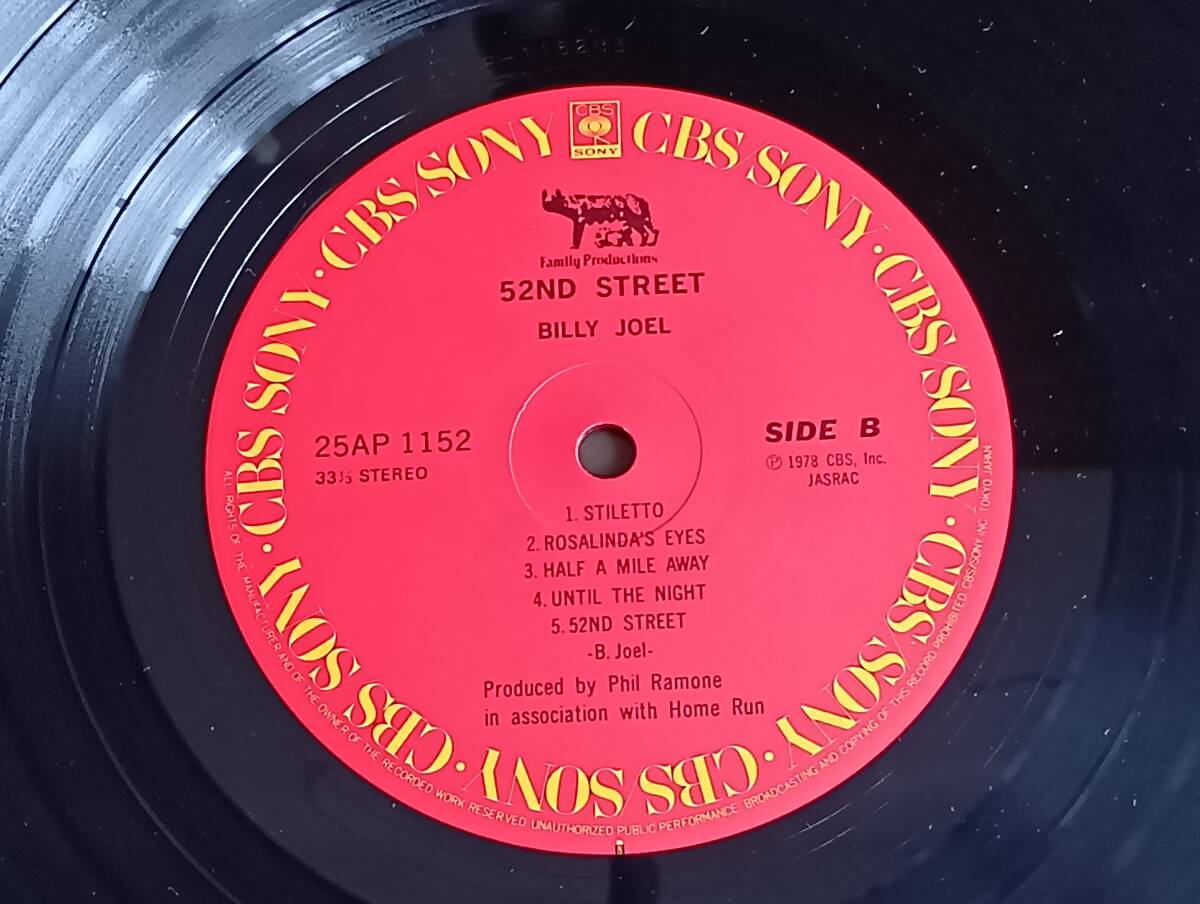 CBS
SONY
CBS/SONY · CBS/SONY · CBS/SONY · CBS/SONY · CBS/SONY · CBS/SONY · CBS/SONY · CBS/SONY
Family Productions
52ND STREET
BILLY JOEL
25AP 1152
33⅓ STEREO
SIDE B
Ⓟ 1978 CBS, Inc.
JASRAC
1. STILETTO
2. ROSALINDA'S EYES
3. HALF A MILE AWAY
4. UNTIL THE NIGHT
5. 52ND STREET
-B. Joel-
Produced by Phil Ramone
in association with Home Run
ALL RIGHTS OF THE MANUFACTURER AND OF THE OWNER OF THE RECORDED WORK RESERVED UNAUTHORIZED PUBLIC PERFORMANCE BROADCASTING AND COPYING OF THIS RECORD PROHIBITED CBS/SONY INC. TOKYO JAPAN